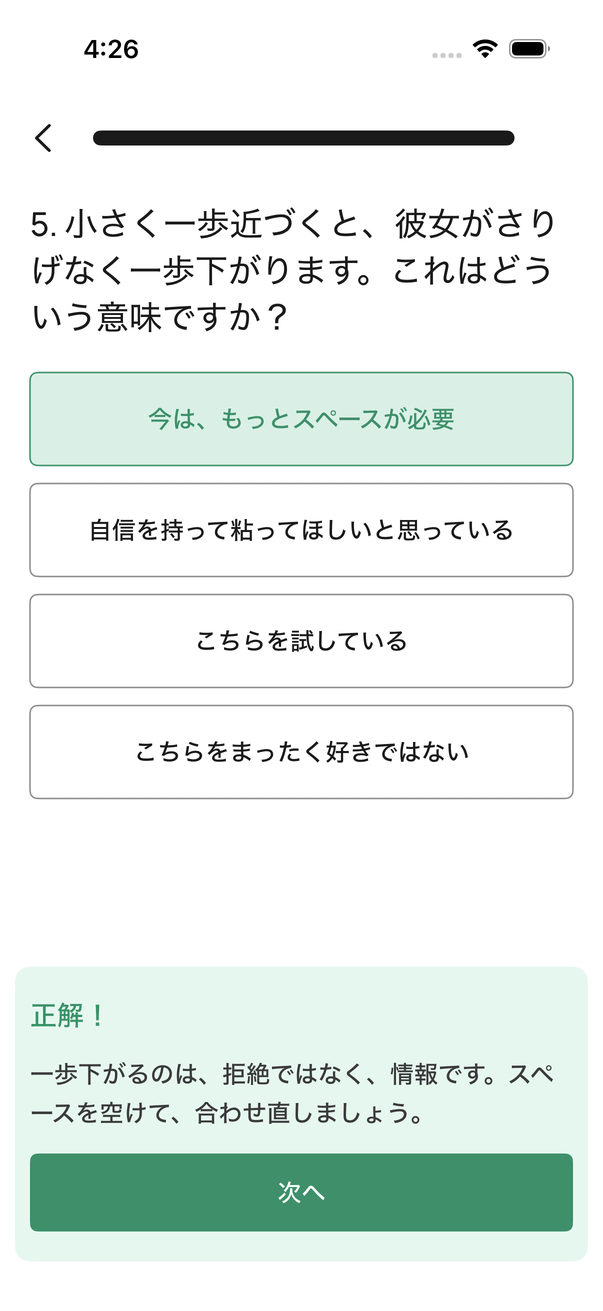 4:26
5. 小さく一歩近づくと、彼女がさり
げなく一歩下がります。これはどう
いう意味ですか？
今は、もっとスペースが必要
自信を持って粘ってほしいと思っている
こちらを試している
こちらをまったく好きではない
正解！
一歩下がるのは、拒絶ではなく、情報です。スペ
ースを空けて、合わせ直しましょう。
次へ